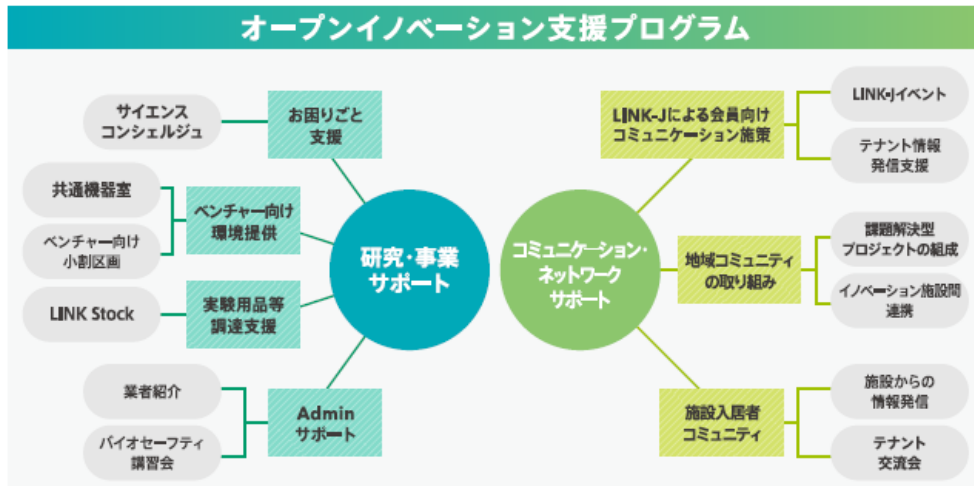 オープンイノベーション支援プログラム
サイエンス
コンシェルジュ
お困りごと
支援
共通機器室
ベンチャー向け
小割区画
ベンチャー向け
環境提供
LINK Stock
実験用品等
調達支援
業者紹介
バイオセーフティ
講習会
Admin
サポート
研究・事業
サポート
コミュニケーション・
ネットワーク
サポート
LINK-Jによる会員向け
コミュニケーション施策
LINK-Jイベント
テナント情報
発信支援
地域コミュニティ
の取り組み
課題解決型
プロジェクトの組成
イノベーション施設間
連携
施設入居者
コミュニティ
施設からの
情報発信
テナント
交流会